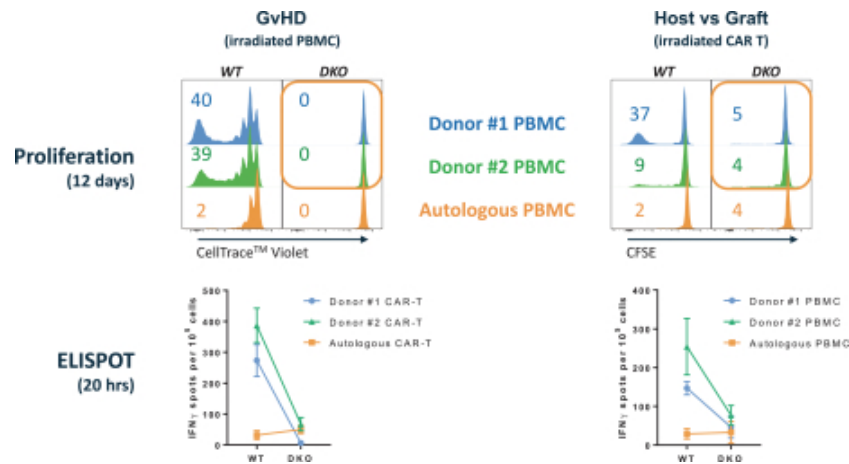 GvHD
(irradiated PBMC)
Host vs Graft
(irradiated CAR T)
WT DKO
WT DKO
40 0
39 0
2 0
Donor #1 PBMC
Donor #2 PBMC
Autologous PBMC
37 5
9 4
2 4
Proliferation
(12 days)
CellTrace™ Violet
CFSE
ELISPOT
(20 hrs)
IFNγ spots per 10⁵ cells
500
400
300
200
100
0
WT DKO
Donor #1 CAR-T
Donor #2 CAR-T
Autologous CAR-T
IFNγ spots per 10⁵ cells
400
300
200
100
0
WT DKO
Donor #1 PBMC
Donor #2 PBMC
Autologous PBMC